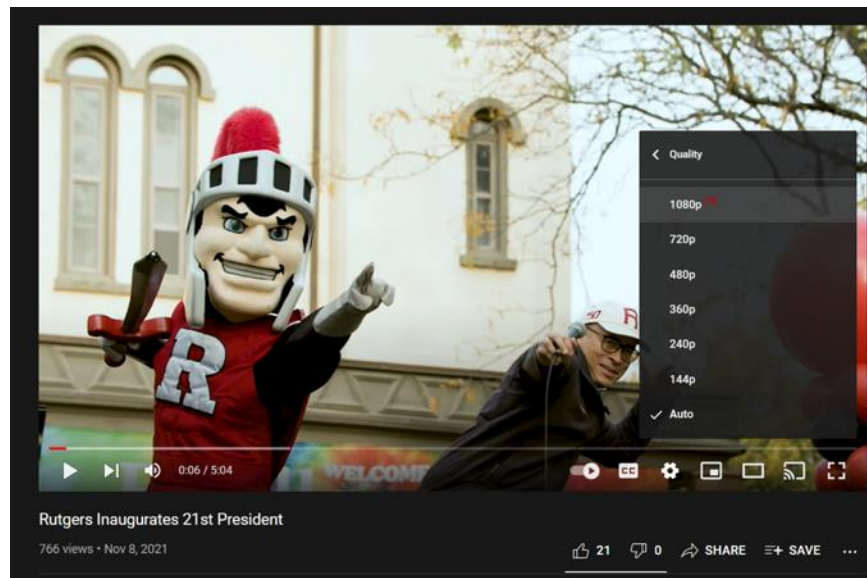 Quality
1080p
720p
480p
360p
240p
144p
Auto
R
R
WELCOME
0:06 / 5:04
CC
Rutgers Inaugurates 21st President
766 views • Nov 8, 2021
21
0
SHARE
SAVE